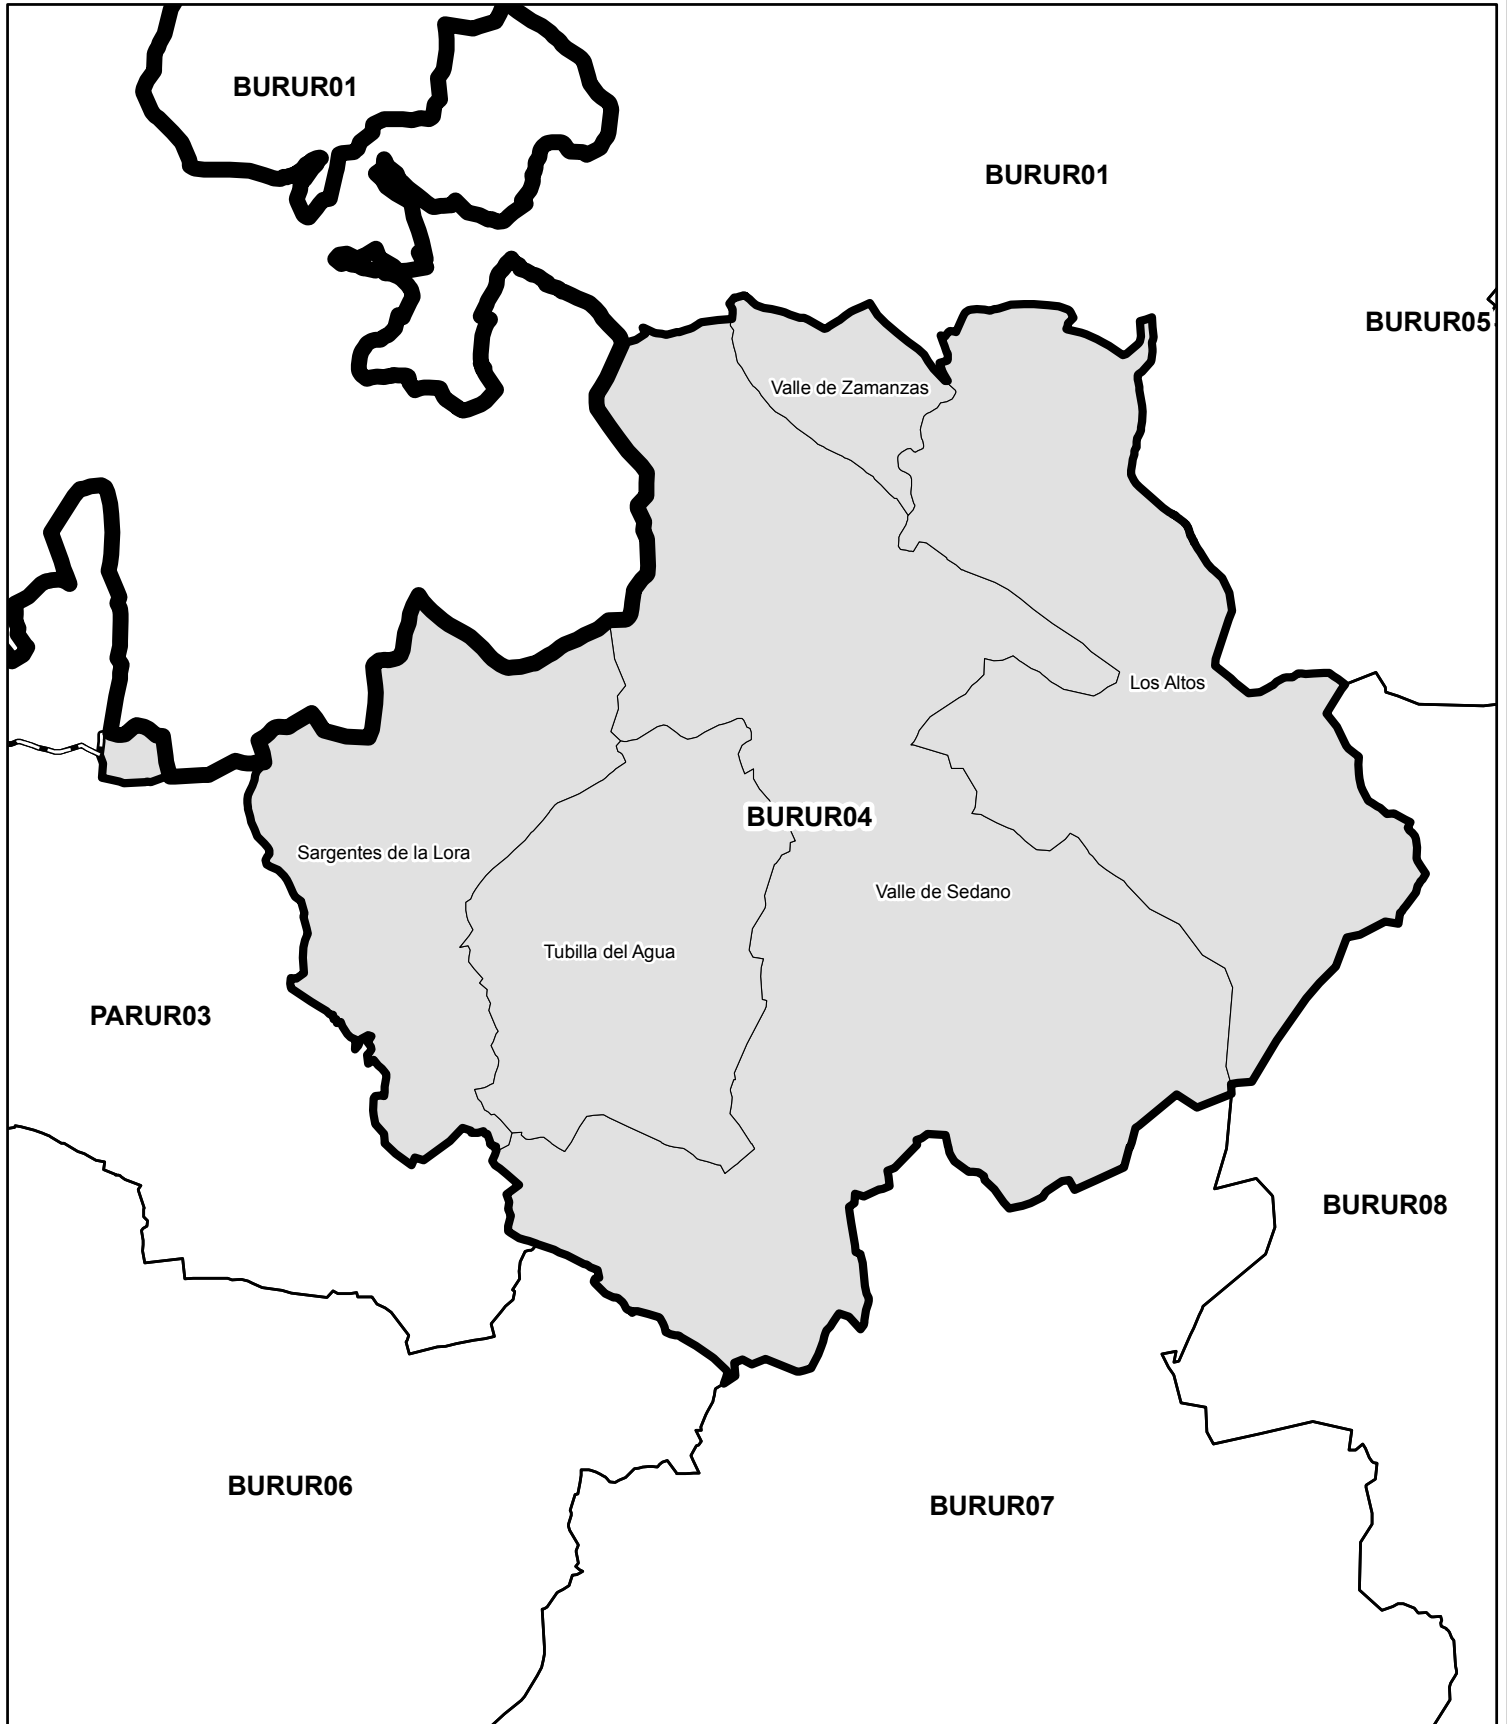 BURUR01
BURUR01
BURUR05
Valle de Zamanzas
Los Altos
BURUR04
Sargentes de la Lora
Valle de Sedano
Tubilla del Agua
PARUR03
BURUR08
BURUR06
BURUR07